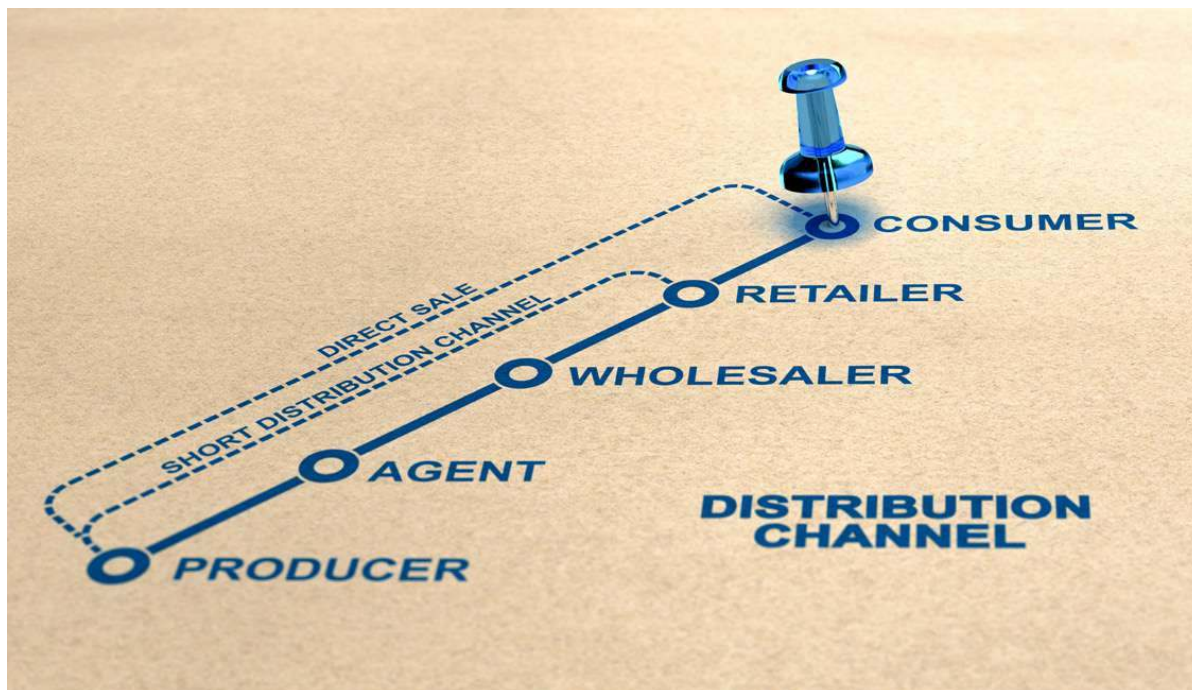 CONSUMER
RETAILER
DIRECT SALE
SHORT DISTRIBUTION CHANNEL
WHOLESALER
AGENT
DISTRIBUTION
CHANNEL
PRODUCER